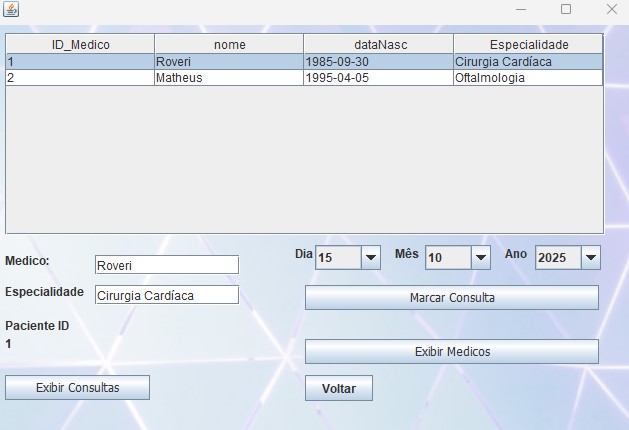 ID_Medico nome dataNasc Especialidade
1 Roveri 1985-09-30 Cirurgia Cardíaca
2 Matheus 1995-04-05 Oftalmologia
Dia 15 Mês 10 Ano 2025
Medico: Roveri
Especialidade Cirurgia Cardíaca
Marcar Consulta
Paciente ID
1
Exibir Medicos
Exibir Consultas
Voltar